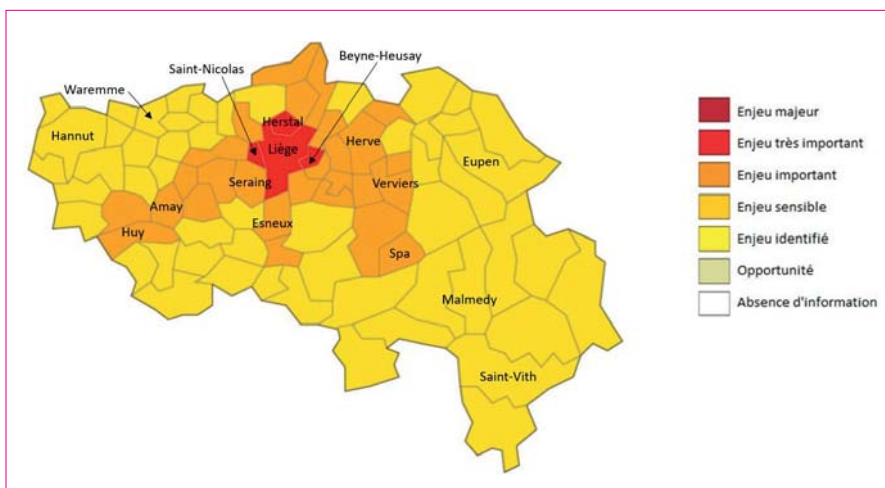 Beyne-Heusay
Saint-Nicolas
Waremme
Herstal
Hannut
Liège
Herve
Eupen
Seraing
Verviers
Amay
Esneux
Huy
Spa
Malmedy
Saint-Vith
Enjeu majeur
Enjeu très important
Enjeu important
Enjeu sensible
Enjeu identifié
Opportunité
Absence d'information